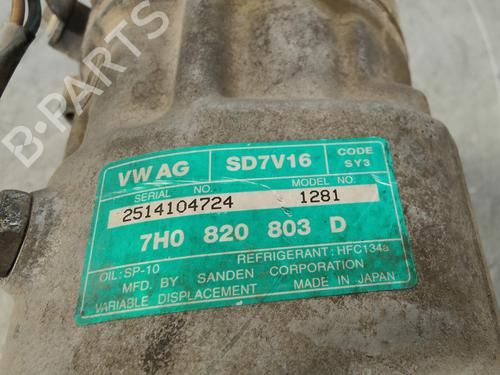 VW AG SD7V16 CODE SY3
SERIAL NO. MODEL NO.
2514104724 1281
7H0 820 803 D
REFRIGERANT: HFC134a
OIL: SP-10
MFD. BY SANDEN CORPORATION
VARIABLE DISPLACEMENT MADE IN JAPAN
B-PARTS